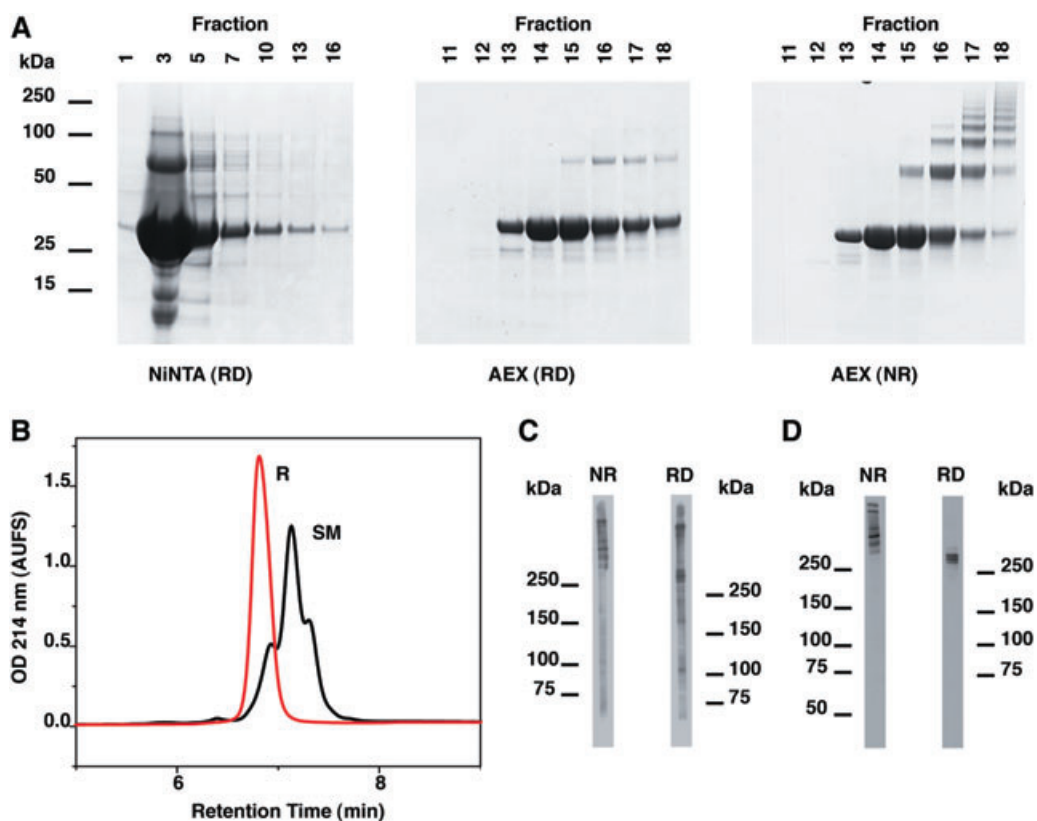 A
Fraction
kDa
1 3 5 7 10 13 16
250
100
50
25
15
NiNTA (RD)
Fraction
11 12 13 14 15 16 17 18
AEX (RD)
Fraction
11 12 13 14 15 16 17 18
AEX (NR)
B
R
SM
OD 214 nm (AUFS)
1.5
1.0
0.5
0.0
6 8
Retention Time (min)
C
NR RD
kDa kDa
250
150
100
75
250
150
100
75
D
NR RD
kDa kDa
250
150
100
75
50
250
150
100
75